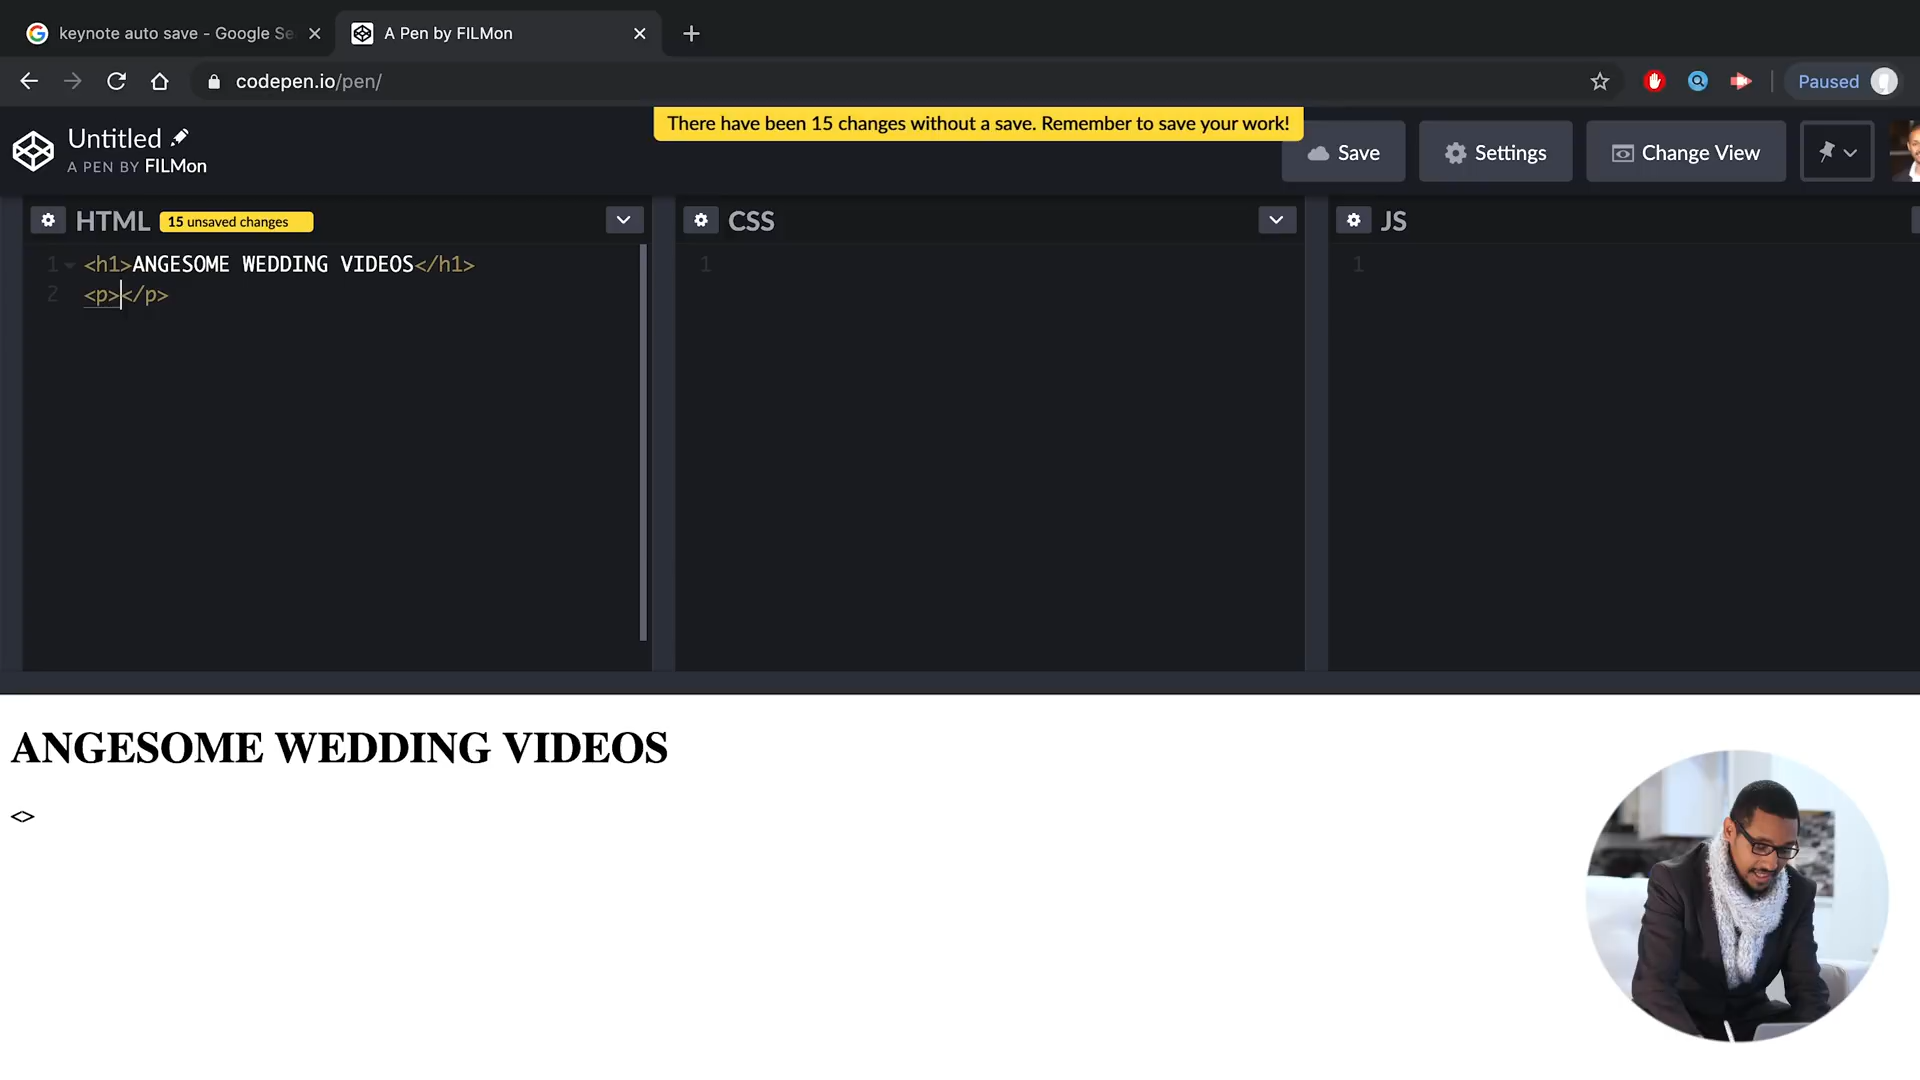 keynote auto save - Google Se
A Pen by FILMon
codepen.io/pen/
Paused
There have been 15 changes without a save. Remember to save your work!
Untitled
A PEN BY FILMon
Save
Settings
Change View
HTML
15 unsaved changes
CSS
JS
1 <h1>ANGESOME WEDDING VIDEOS</h1>
2 <p></p>
1
1
ANGESOME WEDDING VIDEOS
<>